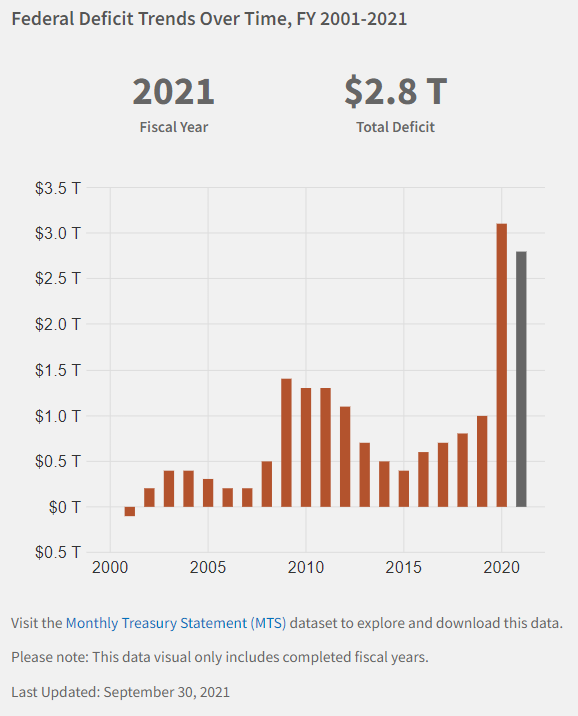 Federal Deficit Trends Over Time, FY 2001-2021
2021
Fiscal Year
$2.8 T
Total Deficit
$3.5 T
$3.0 T
$2.5 T
$2.0 T
$1.5 T
$1.0 T
$0.5 T
$0 T
$0.5 T
2000 2005 2010 2015 2020
Visit the Monthly Treasury Statement (MTS) dataset to explore and download this data.
Please note: This data visual only includes completed fiscal years.
Last Updated: September 30, 2021